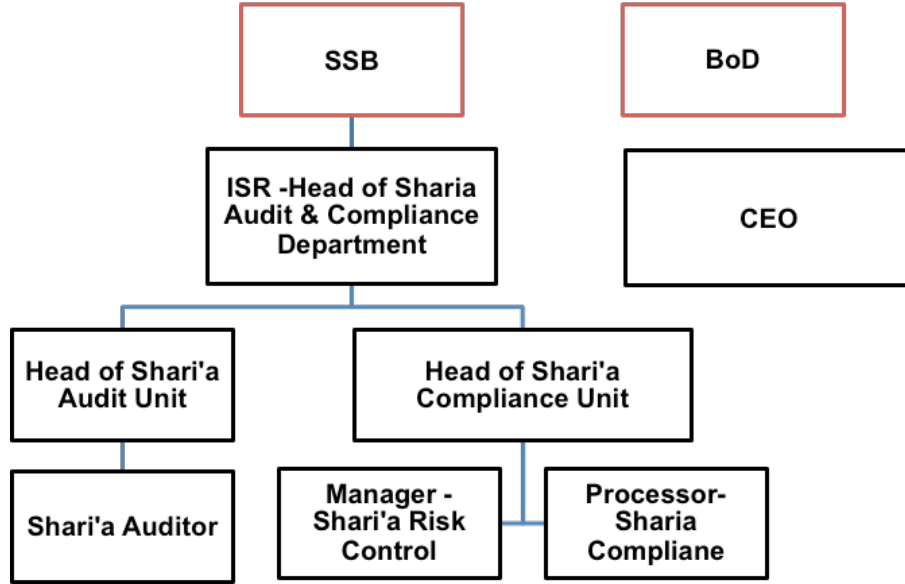 SSB
BoD
ISR -Head of Sharia
Audit & Compliance
Department
CEO
Head of Shari'a
Audit Unit
Head of Shari'a
Compliance Unit
Shari'a Auditor
Manager -
Shari'a Risk
Control
Processor-
Sharia
Compliane